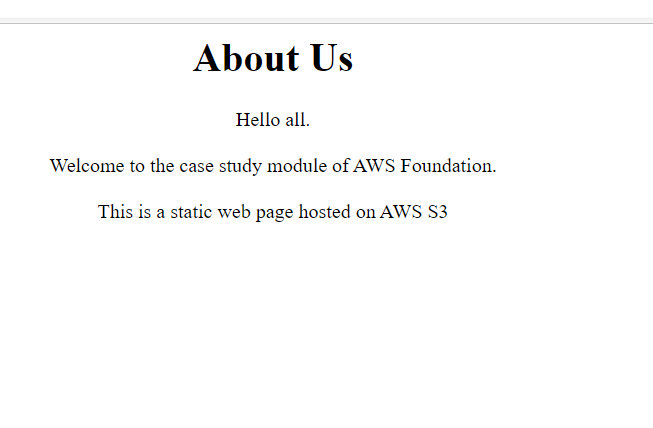 About Us
Hello all.
Welcome to the case study module of AWS Foundation.
This is a static web page hosted on AWS S3